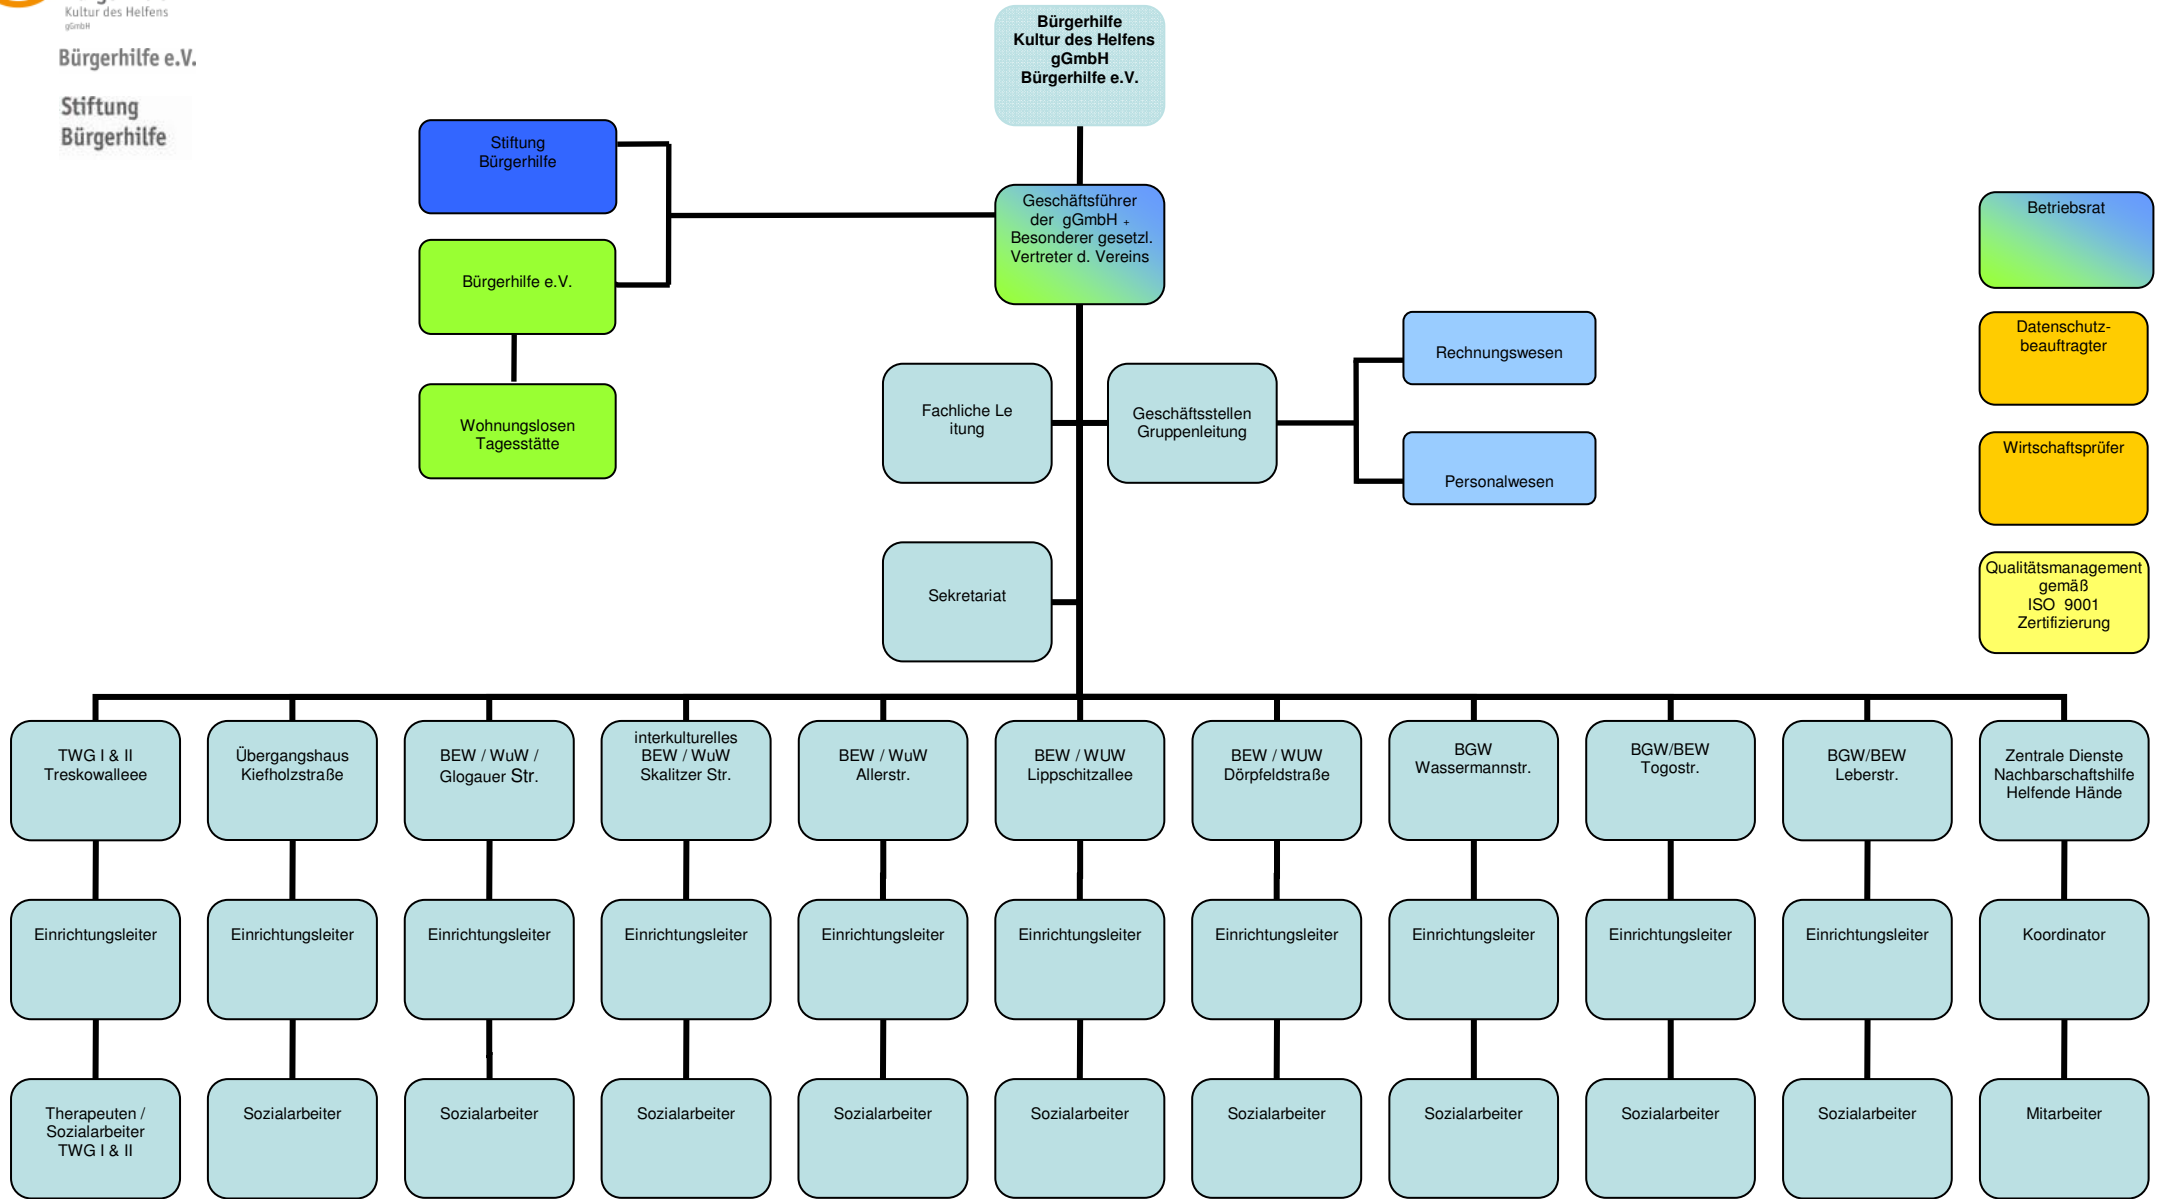 Kultur des Helfens
gGmbH
Bürgerhilfe e.V.
Stiftung
Bürgerhilfe
Bürgerhilfe
Kultur des Helfens
gGmbH
Bürgerhilfe e.V.
Stiftung
Bürgerhilfe
Geschäftsführer
der gGmbH +
Besonderer gesetzl.
Vertreter d. Vereins
Betriebsrat
Bürgerhilfe e.V.
Datenschutz-
beauftragter
Rechnungswesen
Wohnungslosen
Tagesstätte
Fachliche Le
itung
Geschäftsstellen
Gruppenleitung
Wirtschaftsprüfer
Personalwesen
Sekretariat
Qualitätsmanagement
gemäß
ISO 9001
Zertifizierung
TWG I & II
Treskowalleee
Übergangshaus
Kiefholzstraße
BEW / WuW /
Glogauer Str.
interkulturelles
BEW / WuW
Skalitzer Str.
BEW / WuW
Allerstr.
BEW / WUW
Lippschitzallee
BEW / WUW
Dörpfeldstraße
BGW
Wassermannstr.
BGW/BEW
Togostr.
BGW/BEW
Leberstr.
Zentrale Dienste
Nachbarschaftshilfe
Helfende Hände
Einrichtungsleiter
Einrichtungsleiter
Einrichtungsleiter
Einrichtungsleiter
Einrichtungsleiter
Einrichtungsleiter
Einrichtungsleiter
Einrichtungsleiter
Einrichtungsleiter
Einrichtungsleiter
Koordinator
Therapeuten /
Sozialarbeiter
TWG I & II
Sozialarbeiter
Sozialarbeiter
Sozialarbeiter
Sozialarbeiter
Sozialarbeiter
Sozialarbeiter
Sozialarbeiter
Sozialarbeiter
Sozialarbeiter
Mitarbeiter